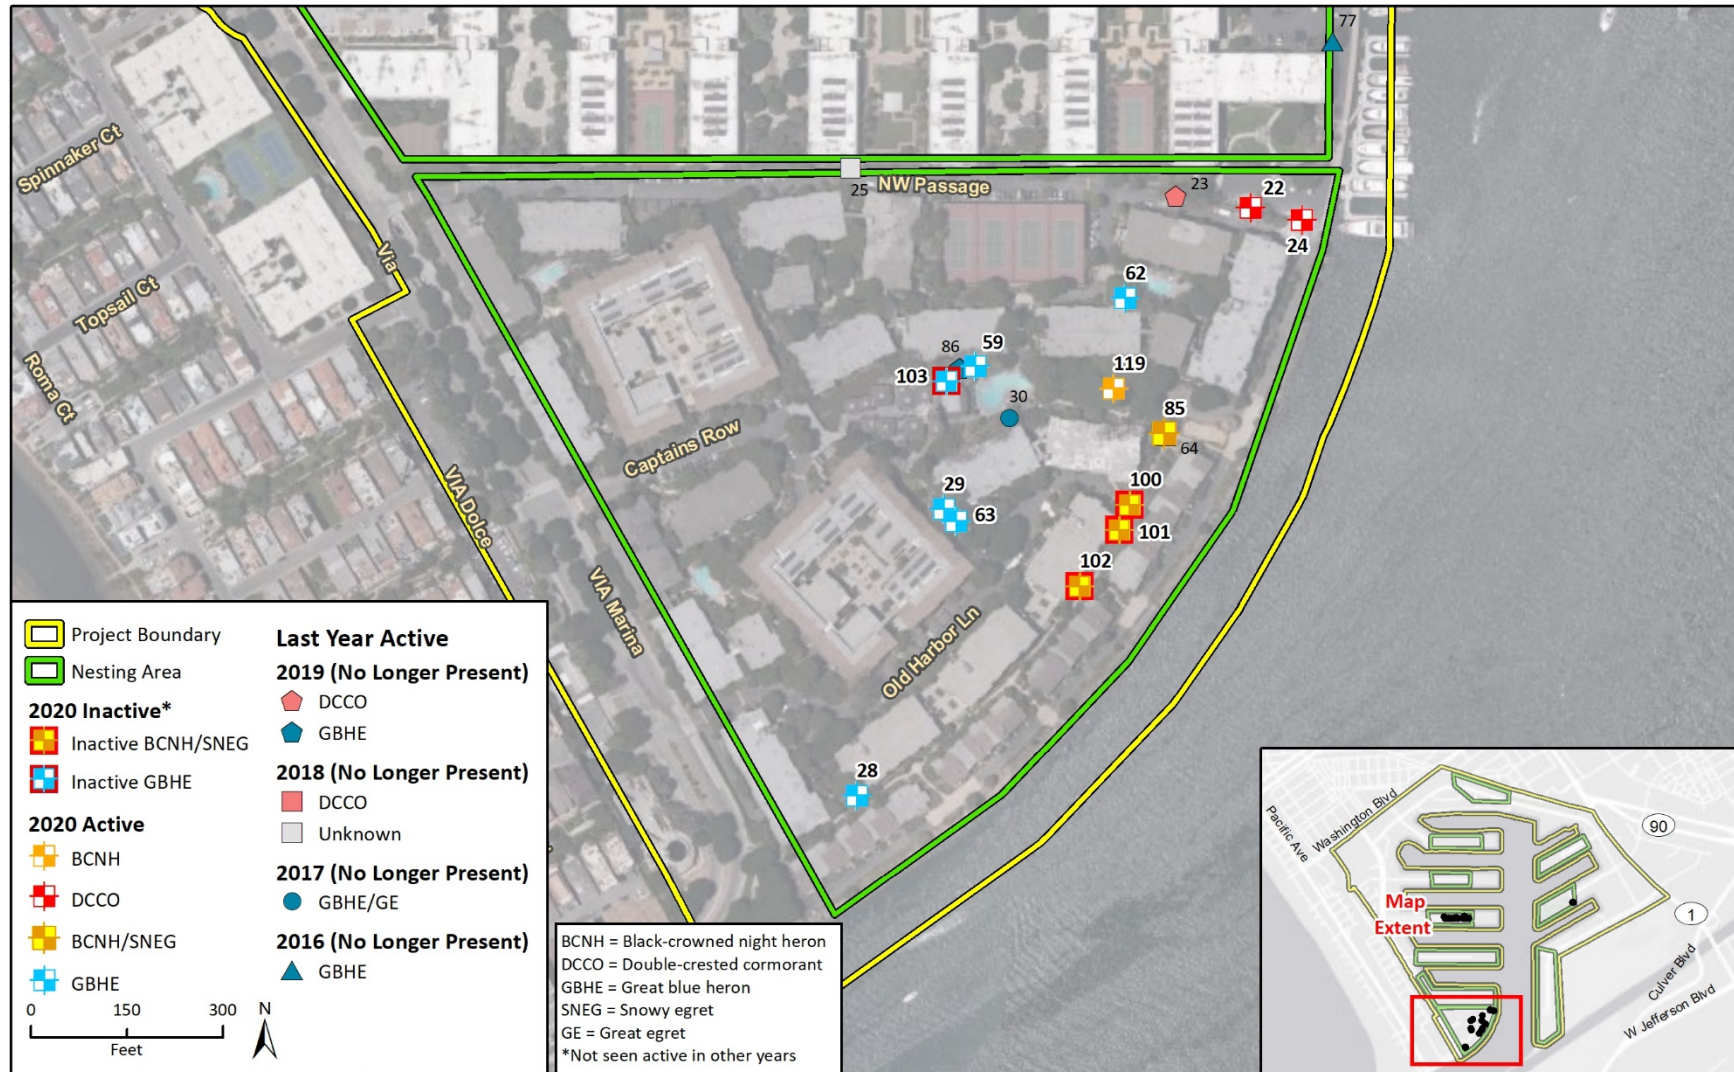 77
Spinnaker Ct
25
NW Passage
23
22
24
Via
Topsail Ct
62
Roma Ct
86
59
103
119
30
85
64
Captains Row
VIA Dolce
29
63
100
101
102
VIA Marina
Old Harbor Ln
28
Project Boundary
Nesting Area
2020 Inactive*
Inactive BCNH/SNEG
Inactive GBHE
2020 Active
BCNH
DCCO
BCNH/SNEG
GBHE
0 150 300
Feet
N
Last Year Active
2019 (No Longer Present)
DCCO
GBHE
2018 (No Longer Present)
DCCO
Unknown
2017 (No Longer Present)
GBHE/GE
2016 (No Longer Present)
GBHE
BCNH = Black-crowned night heron
DCCO = Double-crested cormorant
GBHE = Great blue heron
SNEG = Snowy egret
GE = Great egret
*Not seen active in other years
Pacific Ave
Washington Blvd
90
Map
Extent
1
Culver Blvd
W Jefferson Blvd